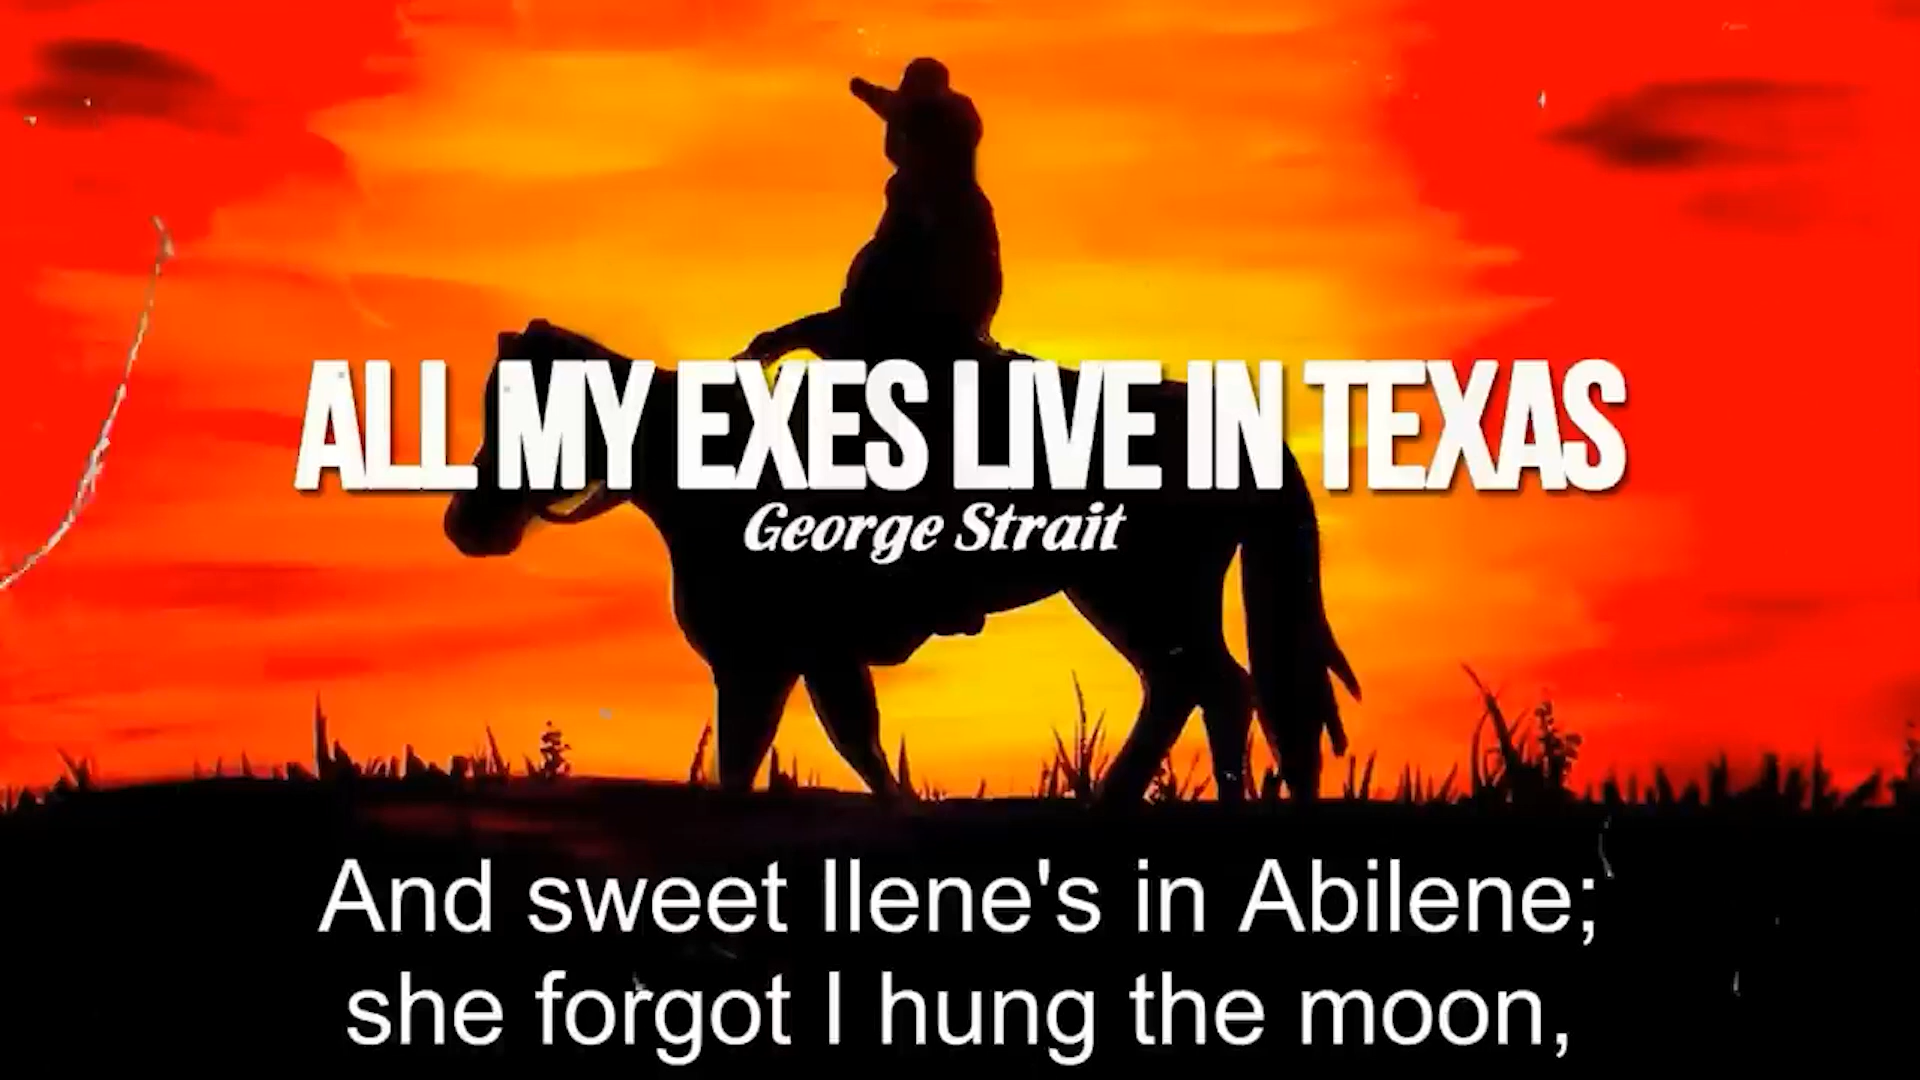 ALL MY EXES LIVE IN TEXAS
George Strait
And sweet Ilene's in Abilene;
she forgot I hung the moon,